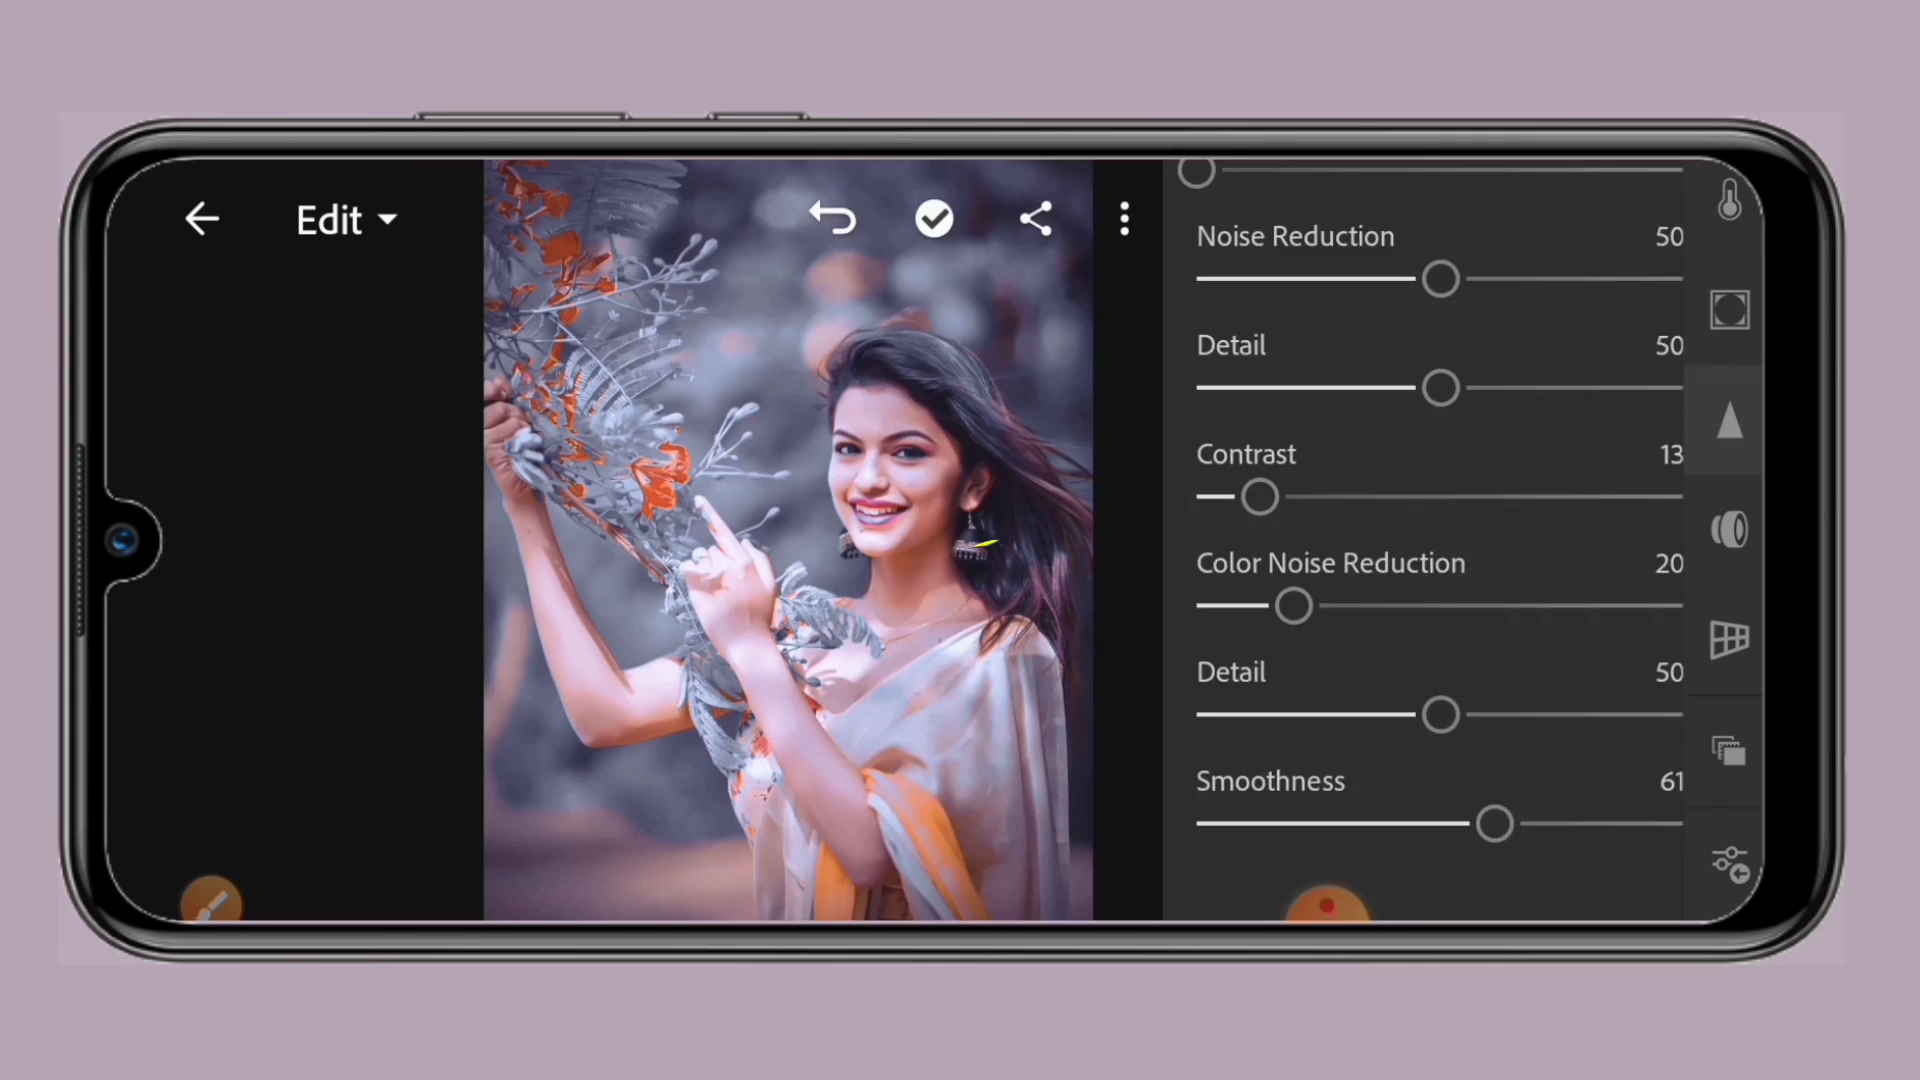 Edit
Noise Reduction 50
Detail 50
Contrast 13
Color Noise Reduction 20
Detail 50
Smoothness 61